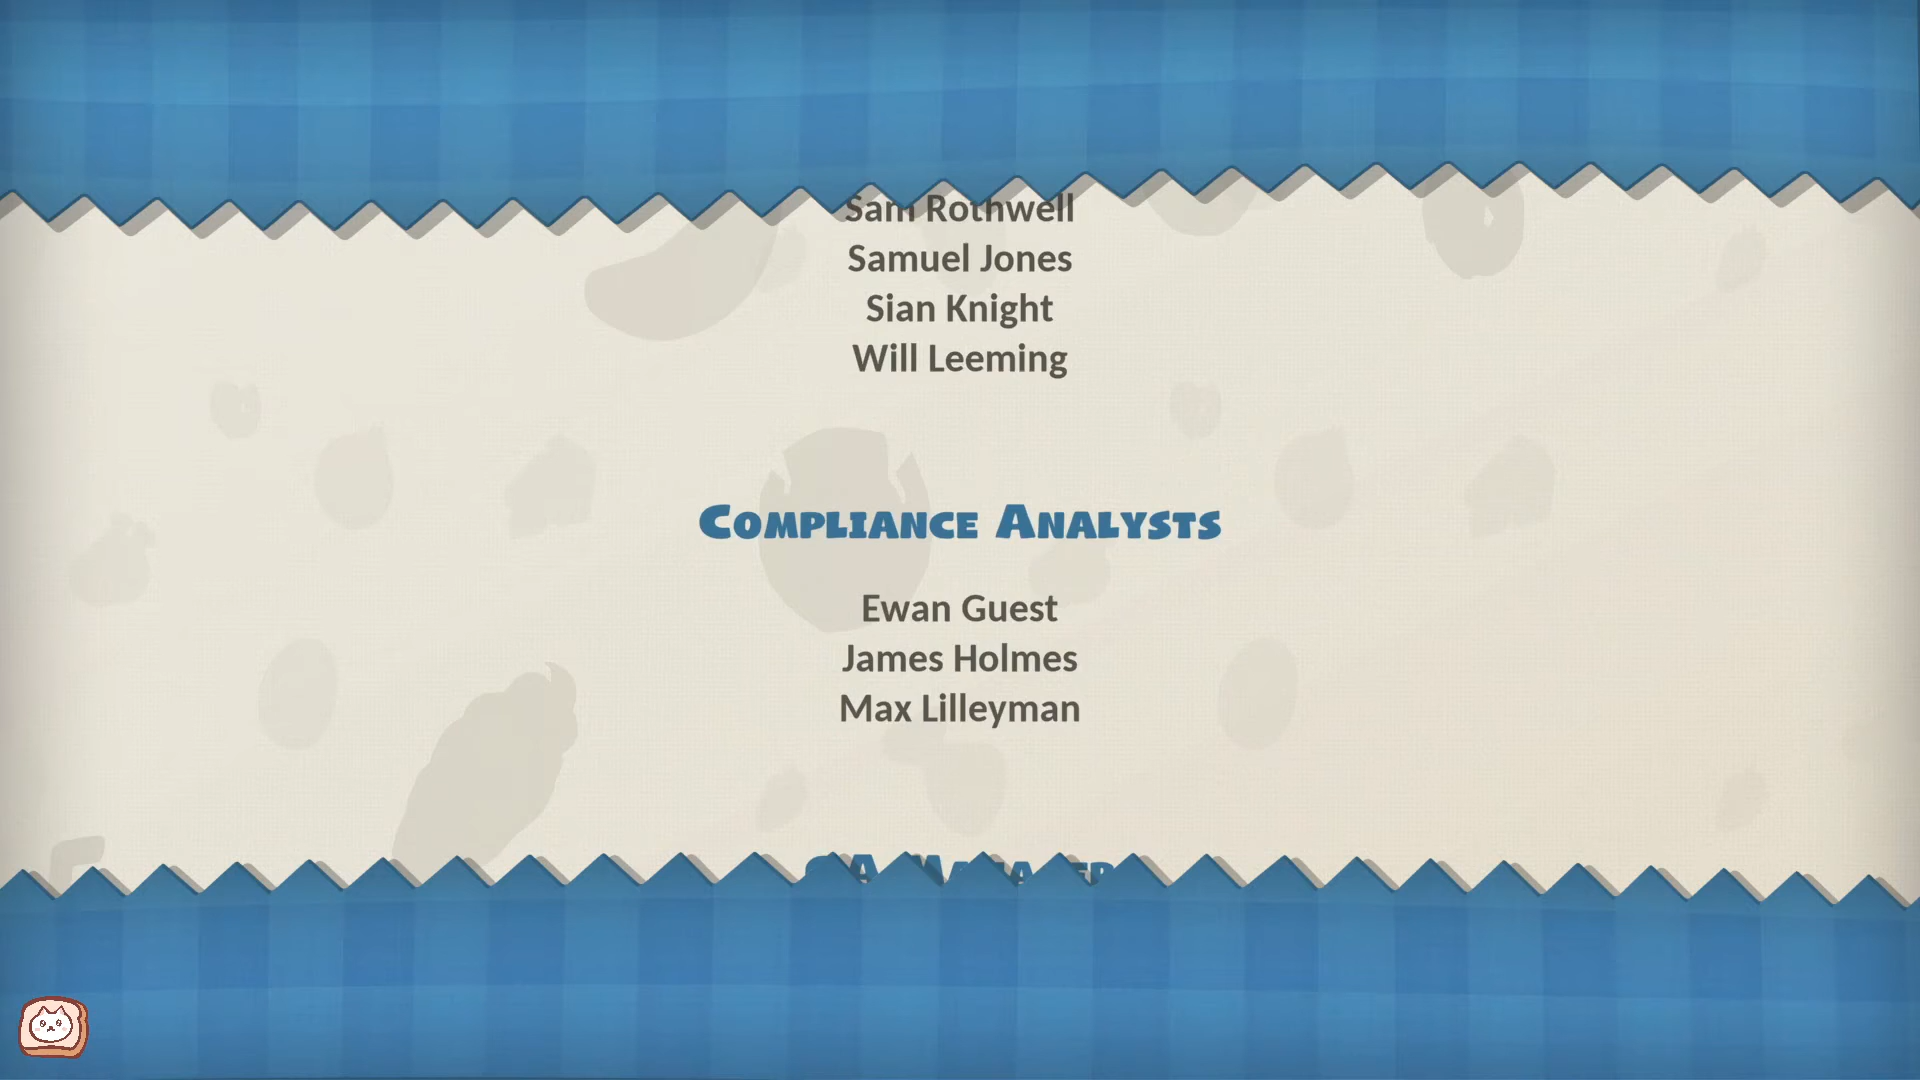 Sam Rothwell
Samuel Jones
Sian Knight
Will Leeming
Compliance Analysts
Ewan Guest
James Holmes
Max Lilleyman